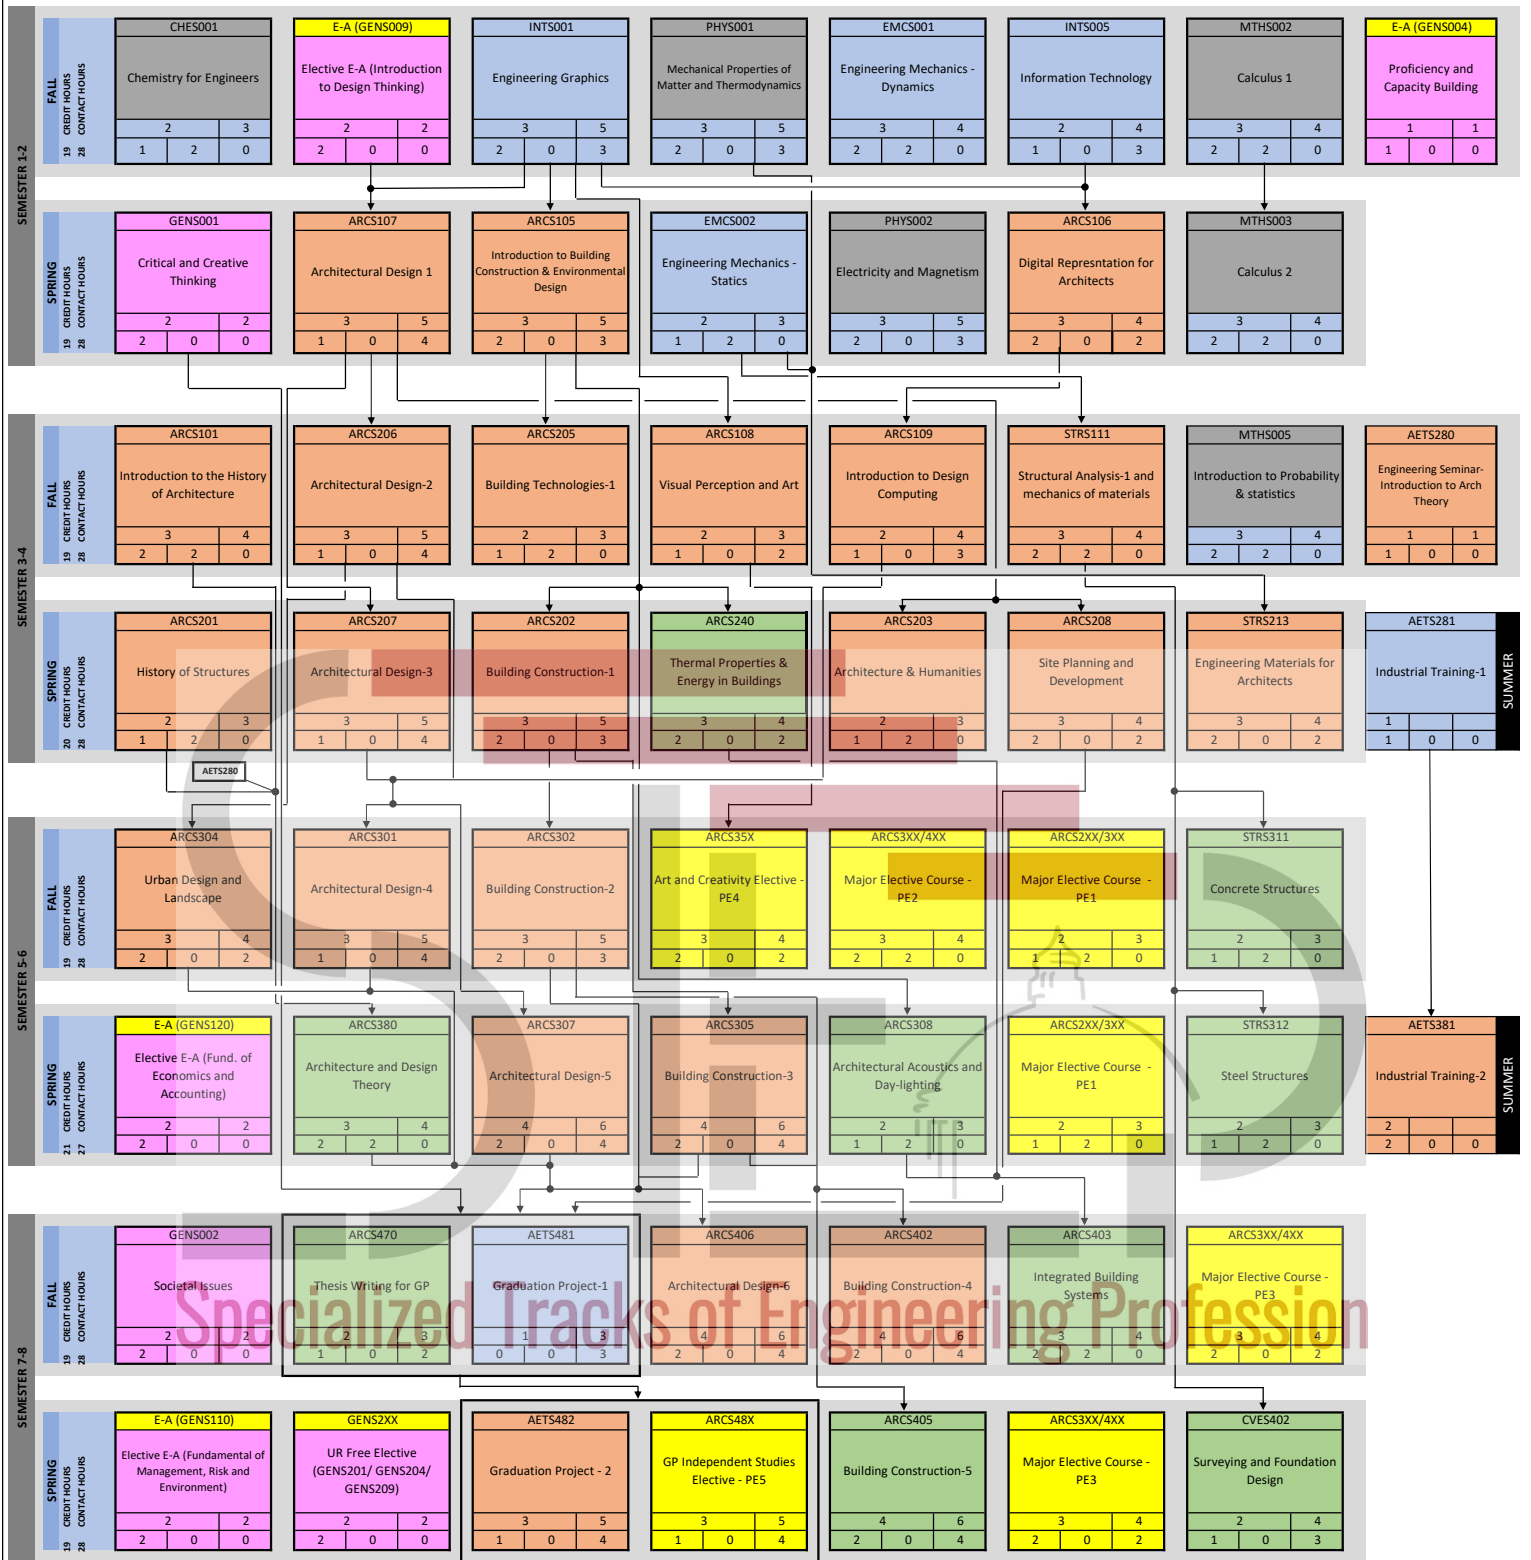 SEMESTER 1-2
FALL
CREDIT HOURS
CONTACT HOURS
19
28
CHES001
Chemistry for Engineers
2 3
1 2 0
E-A (GENS009)
Elective E-A (Introduction
to Design Thinking)
2 2
2 0 0
INTS001
Engineering Graphics
3 5
2 0 3
PHYS001
Mechanical Properties of
Matter and Thermodynamics
3 5
2 0 3
EMCS001
Engineering Mechanics -
Dynamics
3 4
2 2 0
INTS005
Information Technology
2 4
1 0 3
MTHS002
Calculus 1
3 4
2 2 0
E-A (GENS004)
Proficiency and
Capacity Building
1 1
1 0 0
SPRING
CREDIT HOURS
CONTACT HOURS
19
28
GENS001
Critical and Creative
Thinking
2 2
2 0 0
ARCS107
Architectural Design 1
3 5
1 0 4
ARCS105
Introduction to Building
Construction & Environmental
Design
3 5
2 0 3
EMCS002
Engineering Mechanics -
Statics
2 3
1 2 0
PHYS002
Electricity and Magnetism
3 5
2 0 3
ARCS106
Digital Represntation for
Architects
3 4
2 0 2
MTHS003
Calculus 2
3 4
2 2 0
SEMESTER 3-4
FALL
CREDIT HOURS
CONTACT HOURS
19
28
ARCS101
Introduction to the History
of Architecture
3 4
2 2 0
ARCS206
Architectural Design-2
3 5
1 0 4
ARCS205
Building Technologies-1
2 3
1 2 0
ARCS108
Visual Perception and Art
2 3
1 0 2
ARCS109
Introduction to Design
Computing
2 4
1 0 3
STRS111
Structural Analysis-1 and
mechanics of materials
3 4
2 2 0
MTHS005
Introduction to Probability
& statistics
3 4
2 2 0
AETS280
Engineering Seminar-
Introduction to Arch
Theory
1 1
1 0 0
SPRING
CREDIT HOURS
CONTACT HOURS
20
28
ARCS201
History of Structures
2 3
1 2 0
ARCS207
Architectural Design-3
3 5
1 0 4
ARCS202
Building Construction-1
3 5
2 0 3
ARCS240
Thermal Properties &
Energy in Buildings
3 4
2 0 2
ARCS203
Architecture & Humanities
2 3
1 2 0
ARCS208
Site Planning and
Development
3 4
2 0 2
STRS213
Engineering Materials for
Architects
3 4
2 0 2
AETS281
Industrial Training-1
1
1 0 0
SUMMER
AETS280
SEMESTER 5-6
FALL
CREDIT HOURS
CONTACT HOURS
19
28
ARCS304
Urban Design and
Landscape
3 4
2 0 2
ARCS301
Architectural Design-4
3 5
1 0 4
ARCS302
Building Construction-2
3 5
2 0 3
ARCS35X
Art and Creativity Elective -
PE4
3 4
2 0 2
ARCS3XX/4XX
Major Elective Course -
PE2
3 4
2 2 0
ARCS2XX/3XX
Major Elective Course -
PE1
2 3
1 2 0
STRS311
Concrete Structures
2 3
1 2 0
SPRING
CREDIT HOURS
CONTACT HOURS
21
27
E-A (GENS120)
Elective E-A (Fund. of
Economics and
Accounting)
2 2
2 0 0
ARCS380
Architecture and Design
Theory
3 4
2 2 0
ARCS307
Architectural Design-5
4 6
2 0 4
ARCS305
Building Construction-3
4 6
2 0 4
ARCS308
Architectural Acoustics and
Day-lighting
2 3
1 2 0
ARCS2XX/3XX
Major Elective Course -
PE1
2 3
1 2 0
STRS312
Steel Structures
2 3
1 2 0
AETS381
Industrial Training-2
2
2 0 0
SUMMER
SEMESTER 7-8
FALL
CREDIT HOURS
CONTACT HOURS
19
28
GENS002
Societal Issues
2 2
2 0 0
ARCS470
Thesis Writing for GP
2 3
1 0 2
AETS481
Graduation Project-1
1 3
0 0 3
ARCS406
Architectural Design-6
4 6
2 0 4
ARCS402
Building Construction-4
4 6
2 0 4
ARCS403
Integrated Building
Systems
3 4
2 2 0
ARCS3XX/4XX
Major Elective Course -
PE3
3 4
2 0 2
Specialized Tracks of Engineering Profession
SPRING
CREDIT HOURS
CONTACT HOURS
19
28
E-A (GENS110)
Elective E-A (Fundamental of
Management, Risk and
Environment)
2 2
2 0 0
GENS2XX
UR Free Elective
(GENS201/ GENS204/
GENS209)
2 2
2 0 0
AETS482
Graduation Project - 2
3 5
1 0 4
ARCS48X
GP Independent Studies
Elective - PE5
3 5
1 0 4
ARCS405
Building Construction-5
4 6
2 0 4
ARCS3XX/4XX
Major Elective Course -
PE3
3 4
2 0 2
CVES402
Surveying and Foundation
Design
2 4
1 0 3